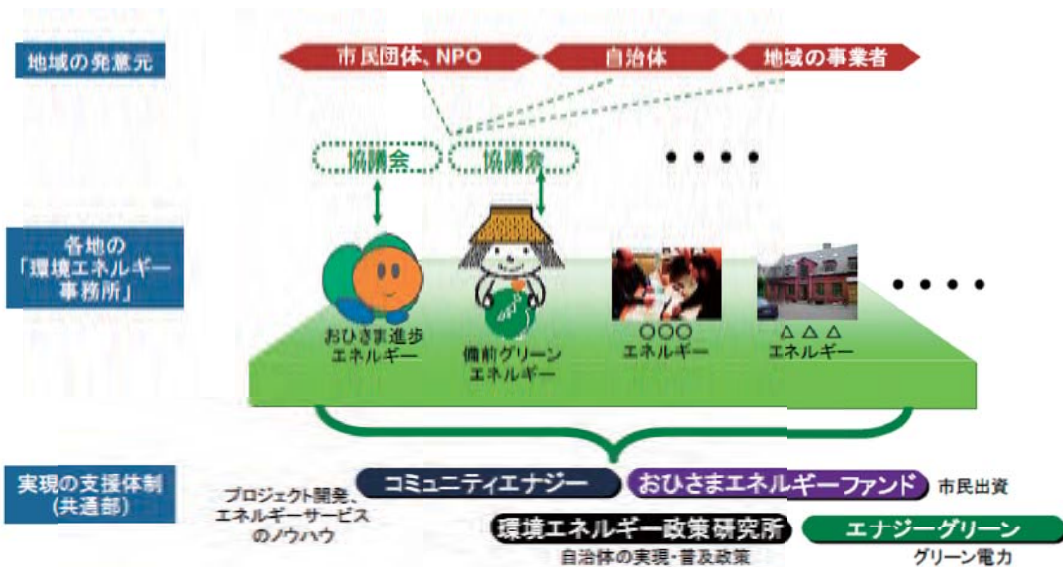 地域の発意元
市民団体、NPO
自治体
地域の事業者
協議会
協議会
各地の
「環境エネルギー
事務所」
おひさま進歩
エネルギー
備前グリーン
エネルギー
○○○
エネルギー
△△△
エネルギー
実現の支援体制
(共通部)
プロジェクト開発、
エネルギーサービス
のノウハウ
コミュニティエナジー
おひさまエネルギーファンド
市民出資
環境エネルギー政策研究所
自治体の実現・普及政策
エナジーグリーン
グリーン電力